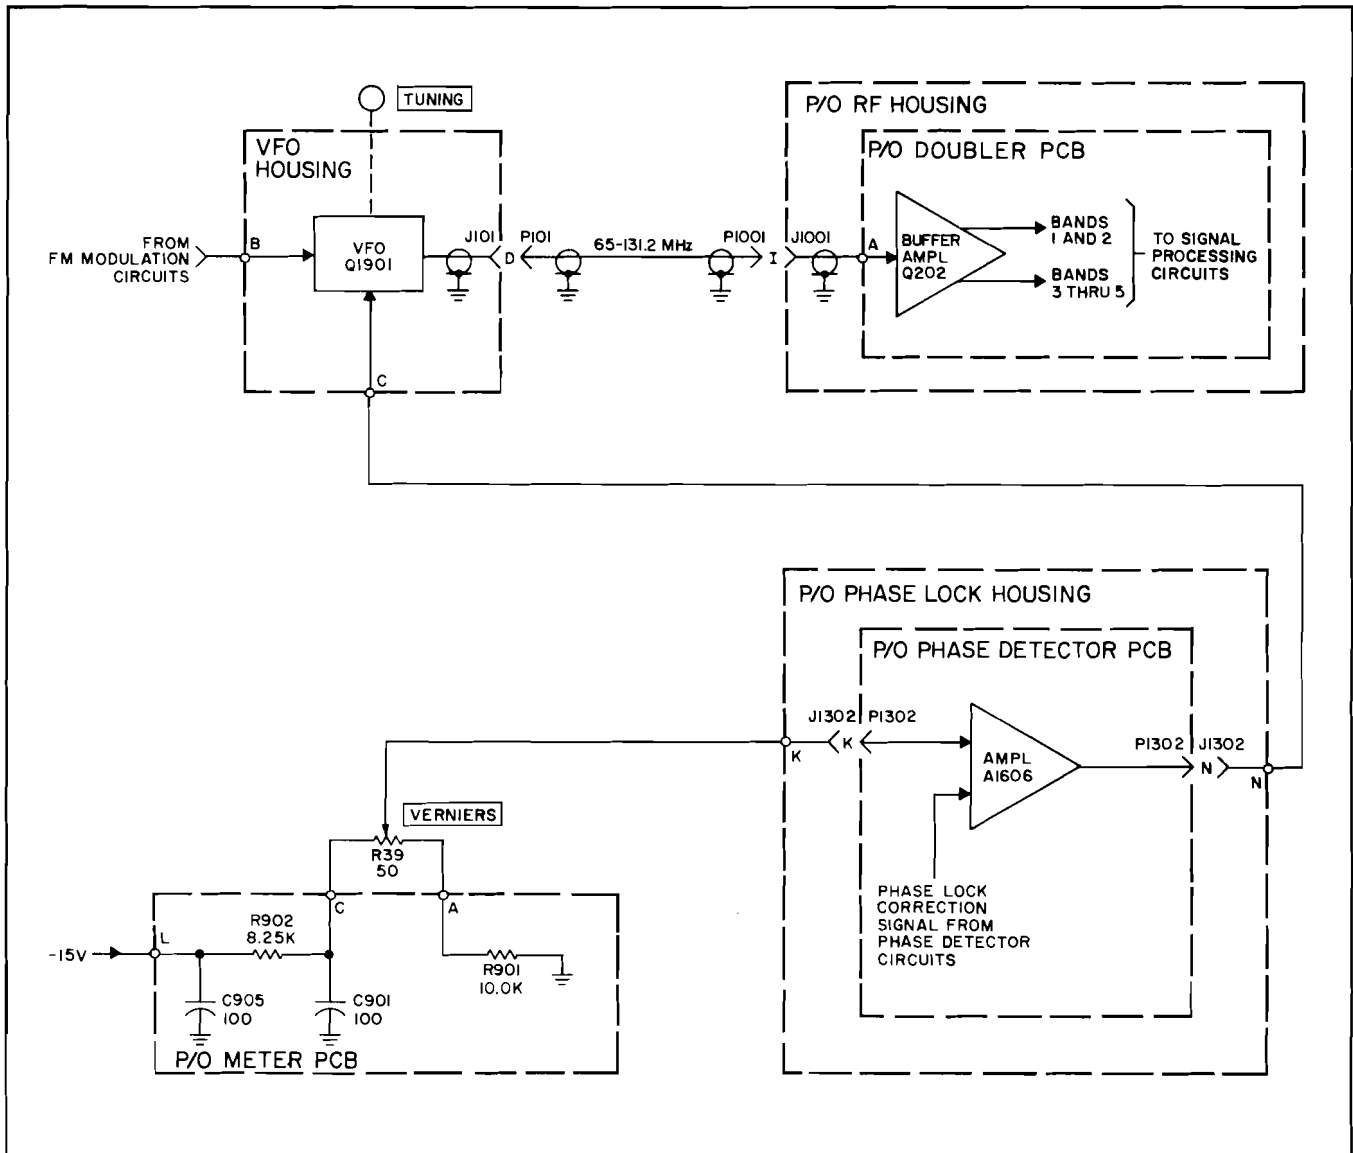 TUNING
VFO
HOUSING
FROM
FM MODULATION
CIRCUITS
B
VFO
Q1901
J101
D
P101
65-131.2 MHz
P1001
I
J1001
C
P/O RF HOUSING
P/O DOUBLER PCB
A
BUFFER
AMPL
Q202
BANDS
1 AND 2
BANDS
3 THRU 5
TO SIGNAL
PROCESSING
CIRCUITS
P/O PHASE LOCK HOUSING
P/O PHASE DETECTOR PCB
J1302
P1302
K
K
AMPL
A1606
P1302
J1302
N
N
PHASE LOCK
CORRECTION
SIGNAL FROM
PHASE DETECTOR
CIRCUITS
VERNIERS
R39
50
C
A
-15V
L
R902
8.25K
R901
10.0K
C905
100
C901
100
P/O METER PCB